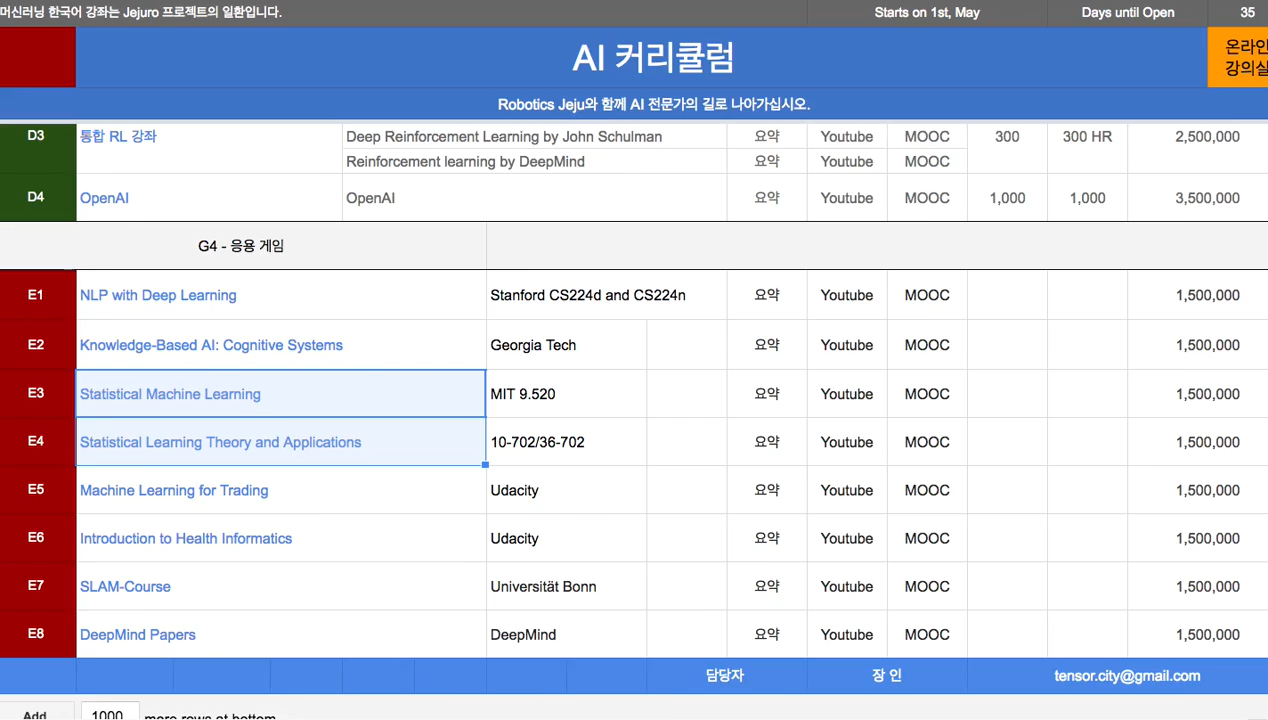 머신러닝 한국어 강좌는 Jejuro 프로젝트의 일환입니다. Starts on 1st, May Days until Open 35
AI 커리큘럼
온라인
강의실
Robotics Jeju와 함께 AI 전문가의 길로 나아가십시오.
D3 통합 RL 강좌 Deep Reinforcement Learning by John Schulman 요약 Youtube MOOC 300 300 HR 2,500,000
Reinforcement learning by DeepMind 요약 Youtube MOOC
D4 OpenAI OpenAI 요약 Youtube MOOC 1,000 1,000 3,500,000
G4 - 응용 게임
E1 NLP with Deep Learning Stanford CS224d and CS224n 요약 Youtube MOOC 1,500,000
E2 Knowledge-Based AI: Cognitive Systems Georgia Tech 요약 Youtube MOOC 1,500,000
E3 Statistical Machine Learning MIT 9.520 요약 Youtube MOOC 1,500,000
E4 Statistical Learning Theory and Applications 10-702/36-702 요약 Youtube MOOC 1,500,000
E5 Machine Learning for Trading Udacity 요약 Youtube MOOC 1,500,000
E6 Introduction to Health Informatics Udacity 요약 Youtube MOOC 1,500,000
E7 SLAM-Course Universität Bonn 요약 Youtube MOOC 1,500,000
E8 DeepMind Papers DeepMind 요약 Youtube MOOC 1,500,000
담당자 장 인 tensor.city@gmail.com
Add 1000 more rows at bottom